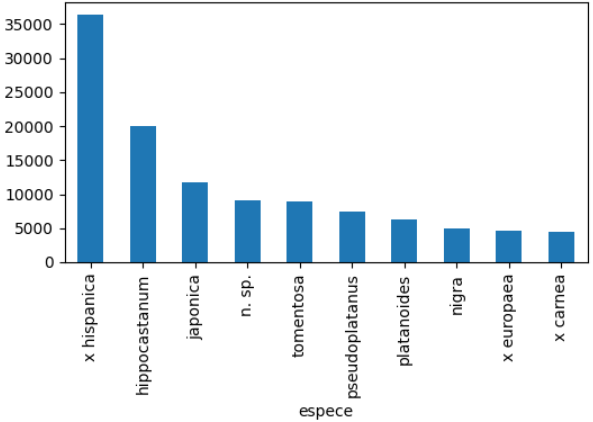 35000
30000
25000
20000
15000
10000
5000
0
x hispanica
hippocastanum
japonica
n. sp.
tomentosa
pseudoplatanus
platanoides
nigra
x europaea
x carnea
espece